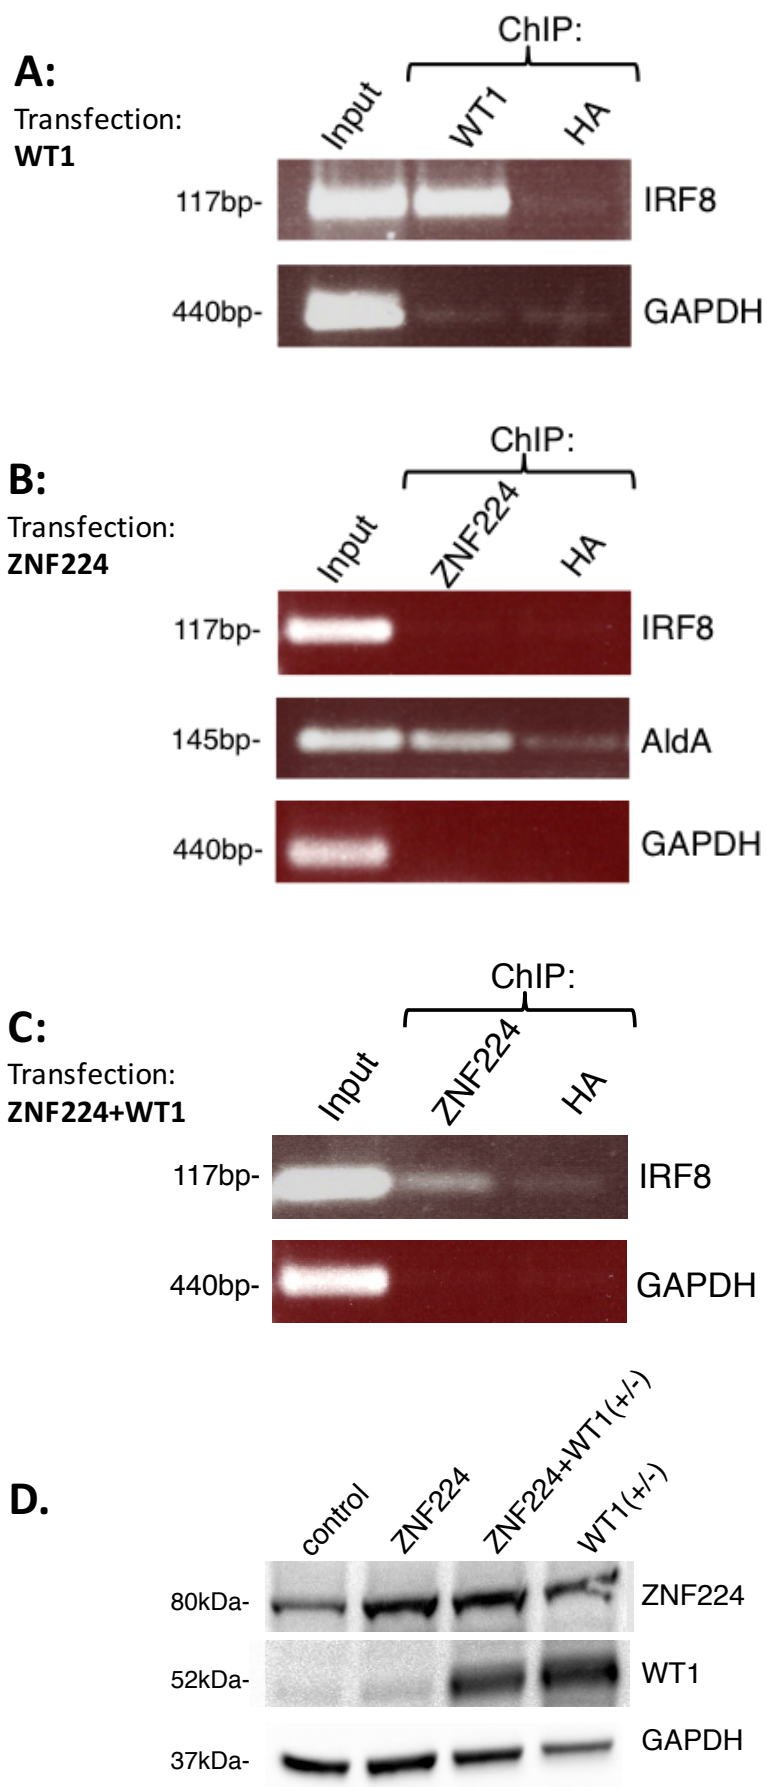 ChIP:
A:
Transfection:
WT1
Input
WT1
HA
117bp-
IRF8
440bp-
GAPDH
ChIP:
B:
Transfection:
ZNF224
Input
ZNF224
HA
117bp-
IRF8
145bp-
AldA
440bp-
GAPDH
ChIP:
C:
Transfection:
ZNF224+WT1
Input
ZNF224
HA
117bp-
IRF8
440bp-
GAPDH
D.
control
ZNF224
ZNF224+WT1(+/-)
WT1(+/-)
80kDa-
ZNF224
52kDa-
WT1
37kDa-
GAPDH